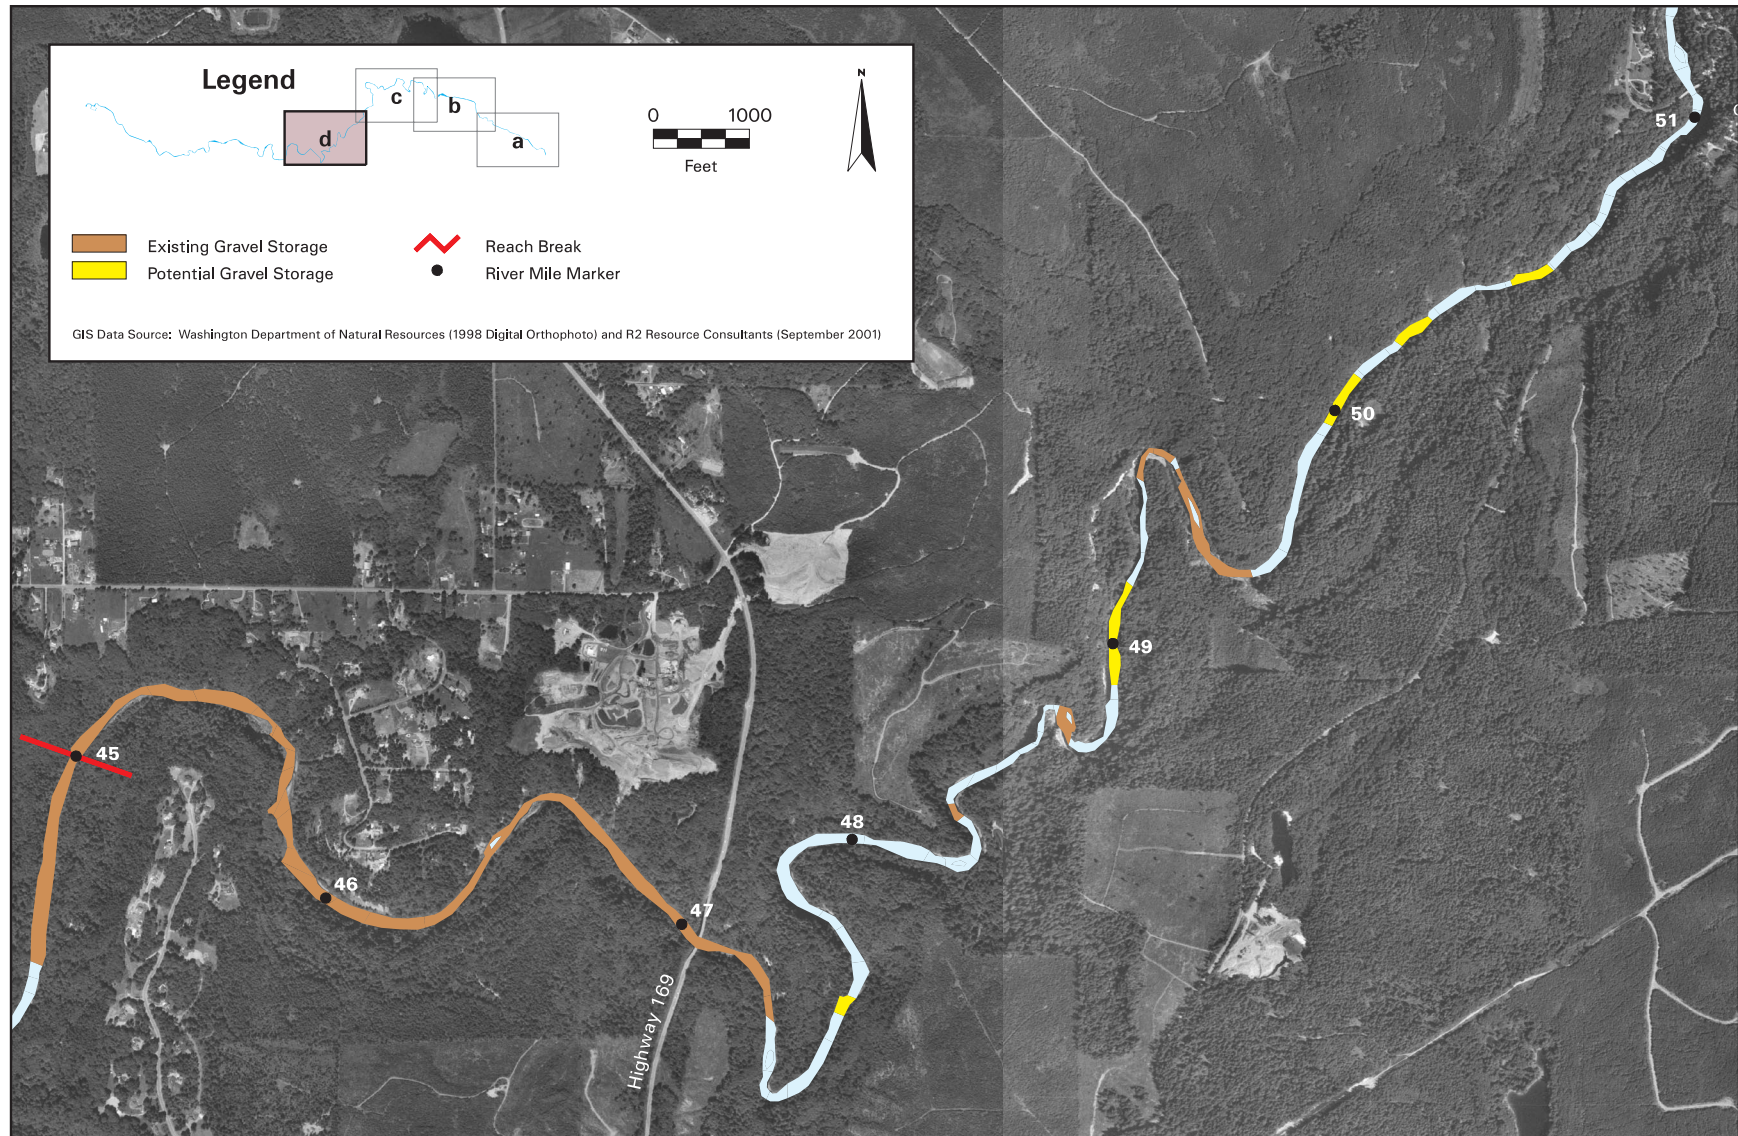 Legend
N
0 1000
Feet
c
b
d
a
Existing Gravel Storage
Potential Gravel Storage
Reach Break
River Mile Marker
GIS Data Source: Washington Department of Natural Resources (1998 Digital Orthophoto) and R2 Resource Consultants (September 2001)
51
50
49
48
47
46
45
Highway 169